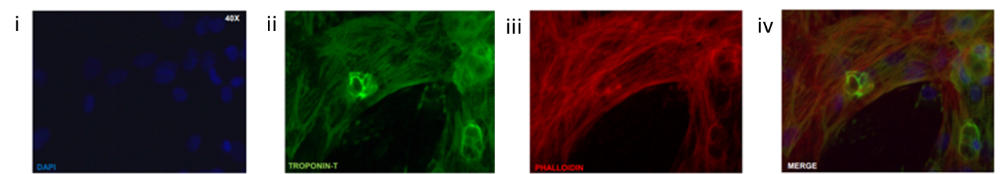 i
40X
DAPI
ii
TROPONIN-T
iii
PHALLOIDIN
iv
MERGE